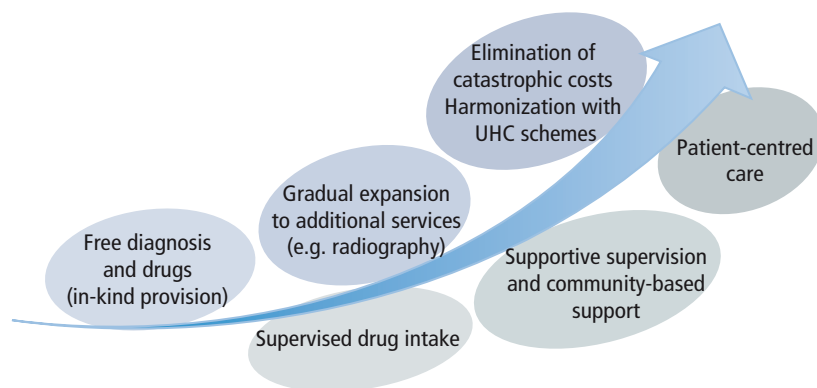 Elimination of
catastrophic costs
Harmonization with
UHC schemes
Patient-centred
care
Gradual expansion
to additional services
(e.g. radiography)
Free diagnosis
and drugs
(in-kind provision)
Supportive supervision
and community-based
support
Supervised drug intake